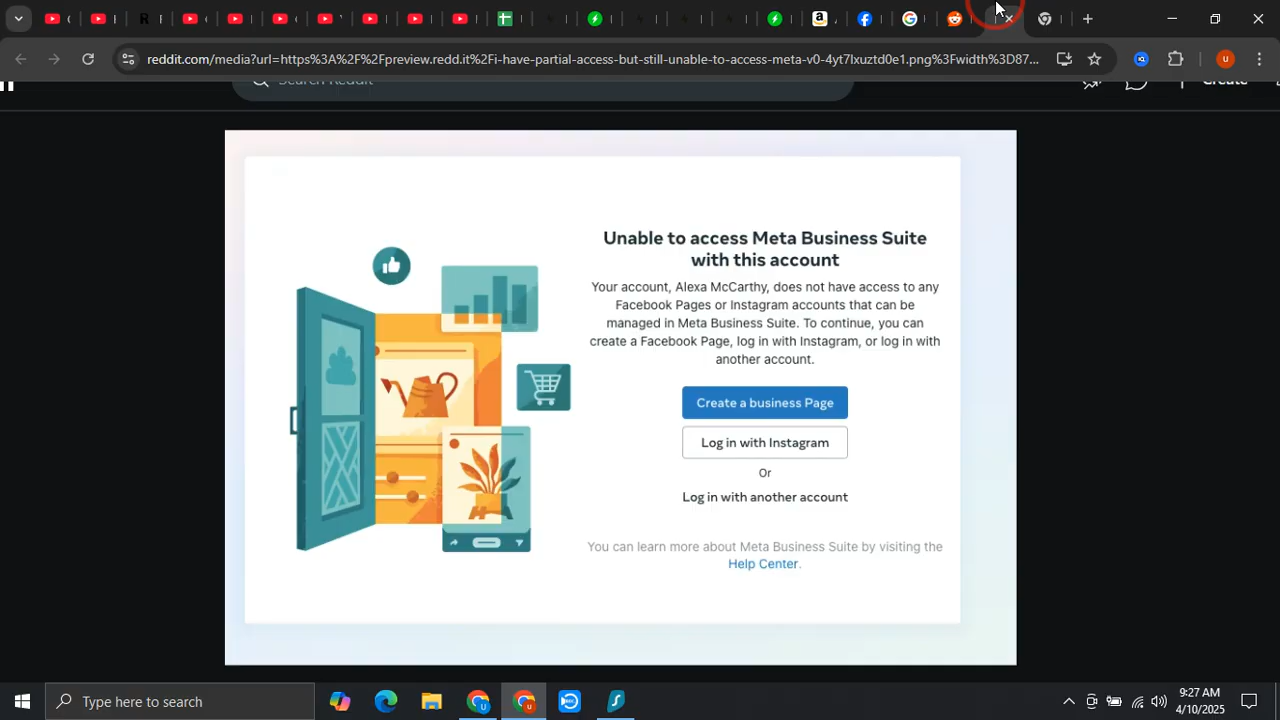 reddit.com/media?url=https%3A%2F%2Fpreview.redd.it%2Fi-have-partial-access-but-still-unable-to-access-meta-v0-4yt7lxuztd0e1.png%3Fwidth%3D87...
Search Reddit
Create
Unable to access Meta Business Suite
with this account
Your account, Alexa McCarthy, does not have access to any
Facebook Pages or Instagram accounts that can be
managed in Meta Business Suite. To continue, you can
create a Facebook Page, log in with Instagram, or log in with
another account.
Create a business Page
Log in with Instagram
Or
Log in with another account
You can learn more about Meta Business Suite by visiting the
Help Center.
Type here to search
9:27 AM
4/10/2025